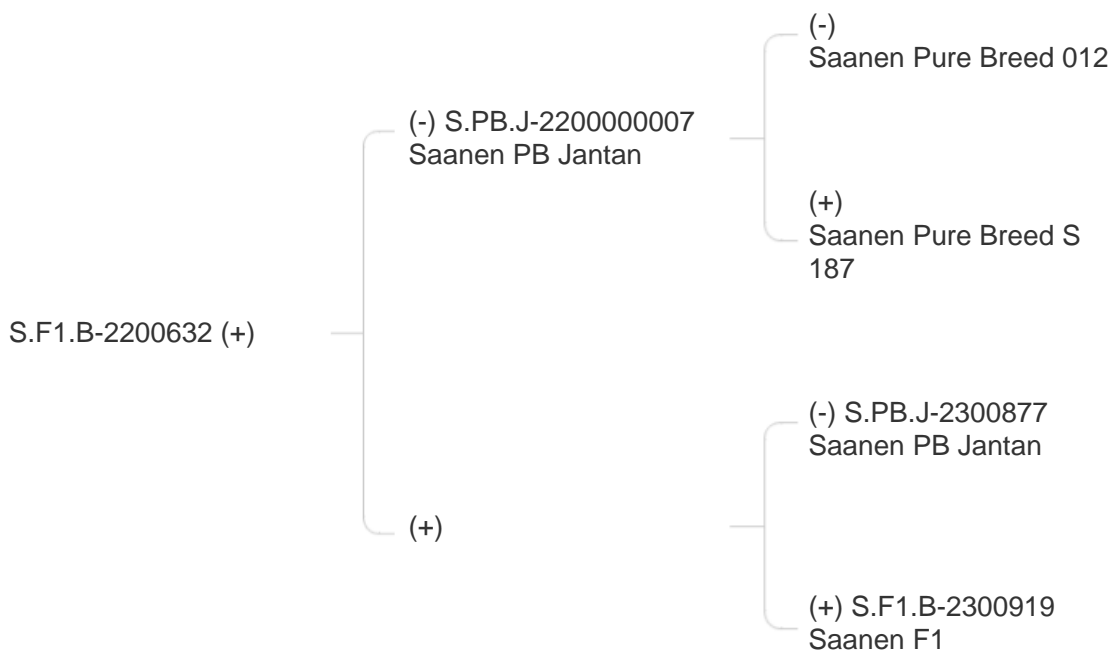 (-)
Saanen Pure Breed 012
(-) S.PB.J-2200000007
Saanen PB Jantan
(+)
Saanen Pure Breed S
187
S.F1.B-2200632 (+)
(-) S.PB.J-2300877
Saanen PB Jantan
(+)
(+) S.F1.B-2300919
Saanen F1